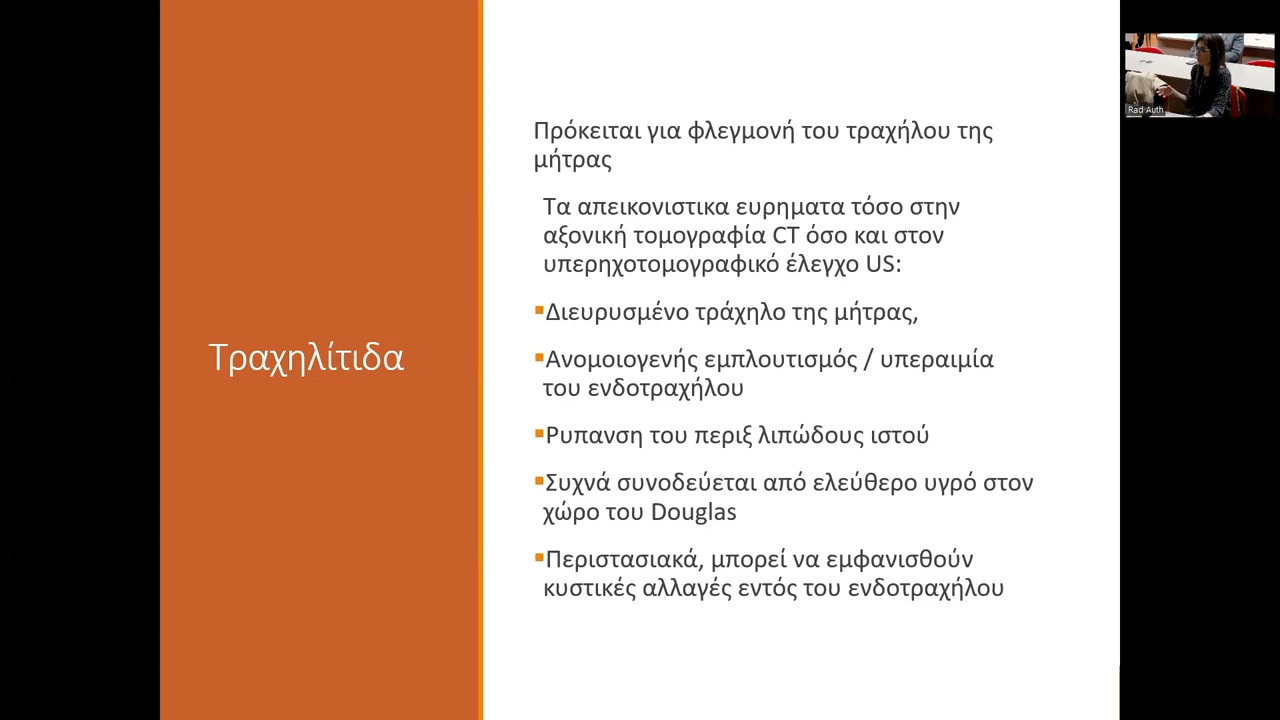 Τραχηλίτιδα
Πρόκειται για φλεγμονή του τραχήλου της
μήτρας
Τα απεικονιστικα ευρηματα τόσο στην
αξονική τομογραφία CT όσο και στον
υπερηχοτομογραφικό έλεγχο US:
▪Διευρυσμένο τράχηλο της μήτρας,
▪Ανομοιογενής εμπλουτισμός / υπεραιμία
του ενδοτραχήλου
▪Ρυπανση του περιξ λιπώδους ιστού
▪Συχνά συνοδεύεται από ελεύθερο υγρό στον
χώρο του Douglas
▪Περιστασιακά, μπορεί να εμφανισθούν
κυστικές αλλαγές εντός του ενδοτραχήλου
Rad Auth